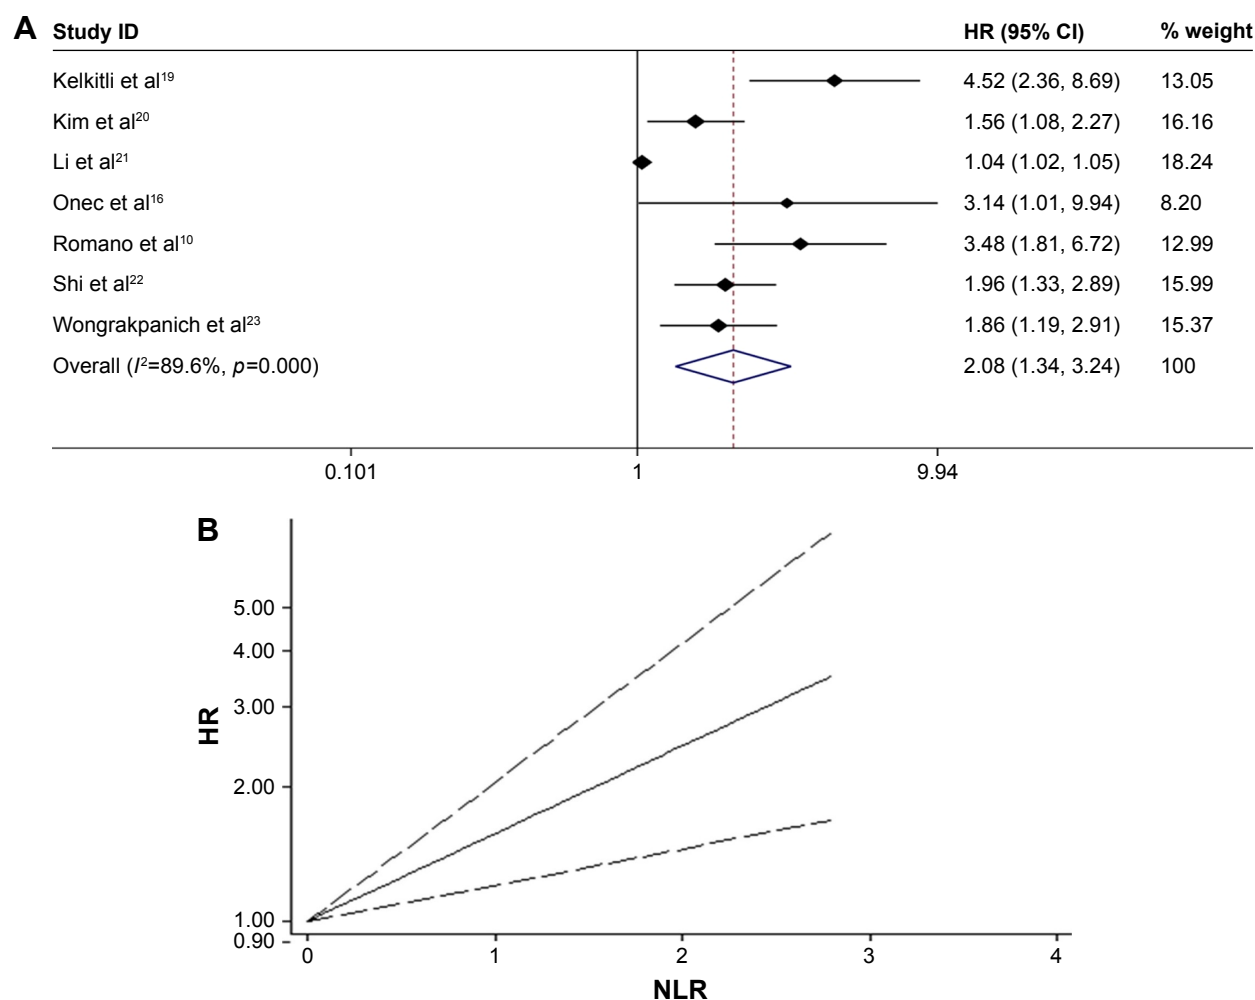 A Study ID HR (95% CI) % weight
Kelkitli et al¹⁹ 4.52 (2.36, 8.69) 13.05
Kim et al²⁰ 1.56 (1.08, 2.27) 16.16
Li et al²¹ 1.04 (1.02, 1.05) 18.24
Onec et al¹⁶ 3.14 (1.01, 9.94) 8.20
Romano et al¹⁰ 3.48 (1.81, 6.72) 12.99
Shi et al²² 1.96 (1.33, 2.89) 15.99
Wongrakpanich et al²³ 1.86 (1.19, 2.91) 15.37
Overall (I²=89.6%, p=0.000) 2.08 (1.34, 3.24) 100
0.101 1 9.94
B
5.00
4.00
3.00
HR
2.00
1.00
0.90
0 1 2 3 4
NLR